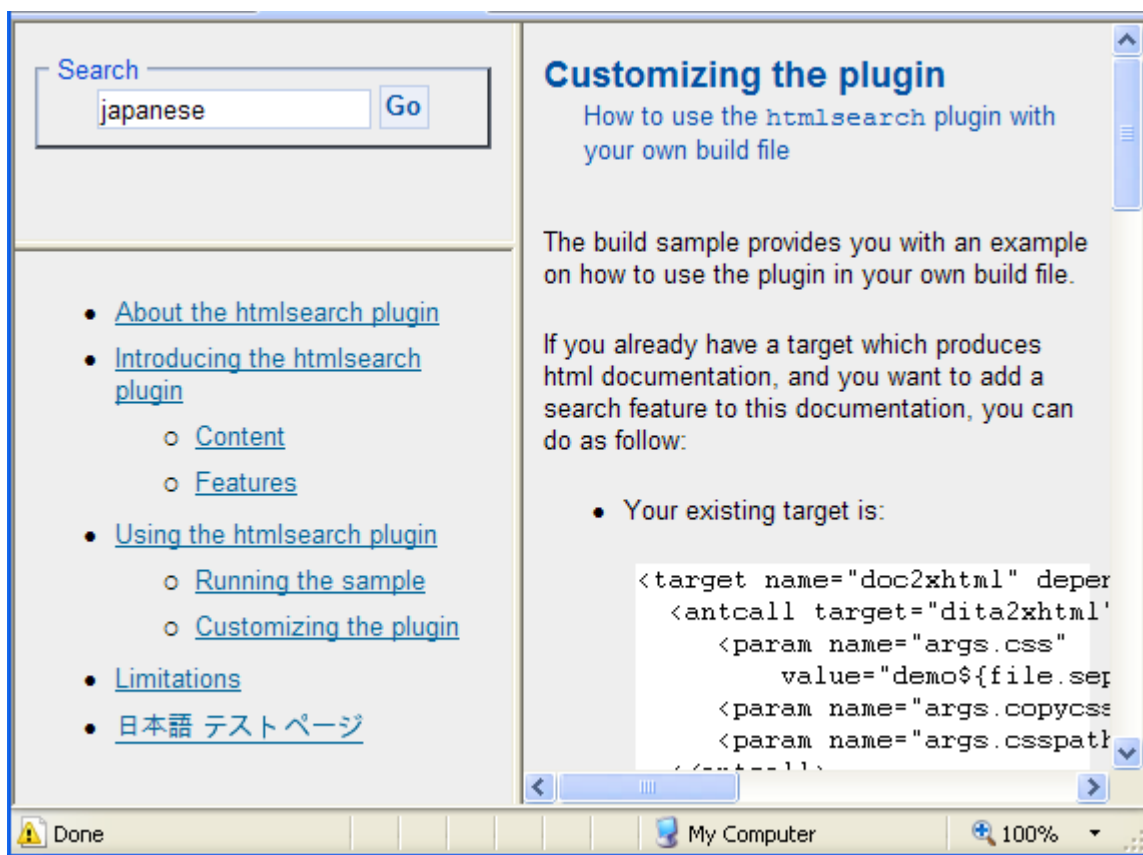 Search
japanese Go
About the htmlsearch plugin
Introducing the htmlsearch
plugin
Content
Features
Using the htmlsearch plugin
Running the sample
Customizing the plugin
Limitations
日本語 テストページ
Customizing the plugin
How to use the htmlsearch plugin with
your own build file
The build sample provides you with an example
on how to use the plugin in your own build file.
If you already have a target which produces
html documentation, and you want to add a
search feature to this documentation, you can
do as follow:
Your existing target is:
<target name="doc2xhtml" deper
<antcall target="dita2xhtml"
<param name="args.css"
value="demo${file.sep
<param name="args.copycss
<param name="args.csspath
</antcall>
Done My Computer 100%